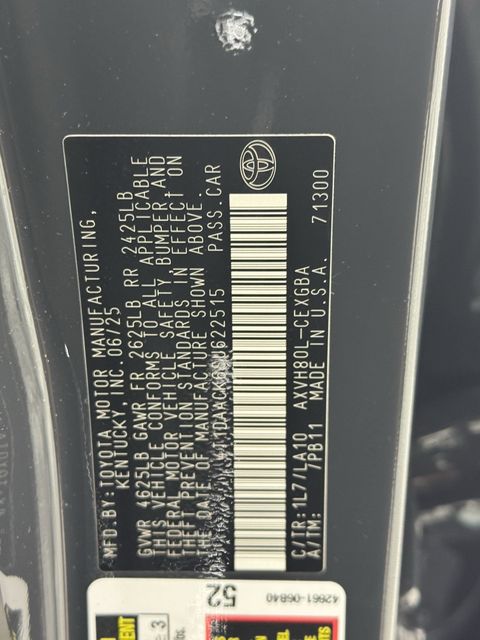 MFD.BY:TOYOTA MOTOR MANUFACTURING,
KENTUCKY, INC. 06/25
GVWR 4625LB GAWR FR 2625LB RR 2425LB
THIS VEHICLE CONFORMS TO ALL APPLICABLE
FEDERAL MOTOR VEHICLE SAFETY, BUMPER, AND
THEFT PREVENTION STANDARDS IN EFFECT ON
THE DATE OF MANUFACTURE SHOWN ABOVE.
PASS.CAR
C/TR:1L7/LA10 AXVH80L-CEXGBA
A/TM: 7PB11 MADE IN U.S.A. 71300
52
42661-06B40